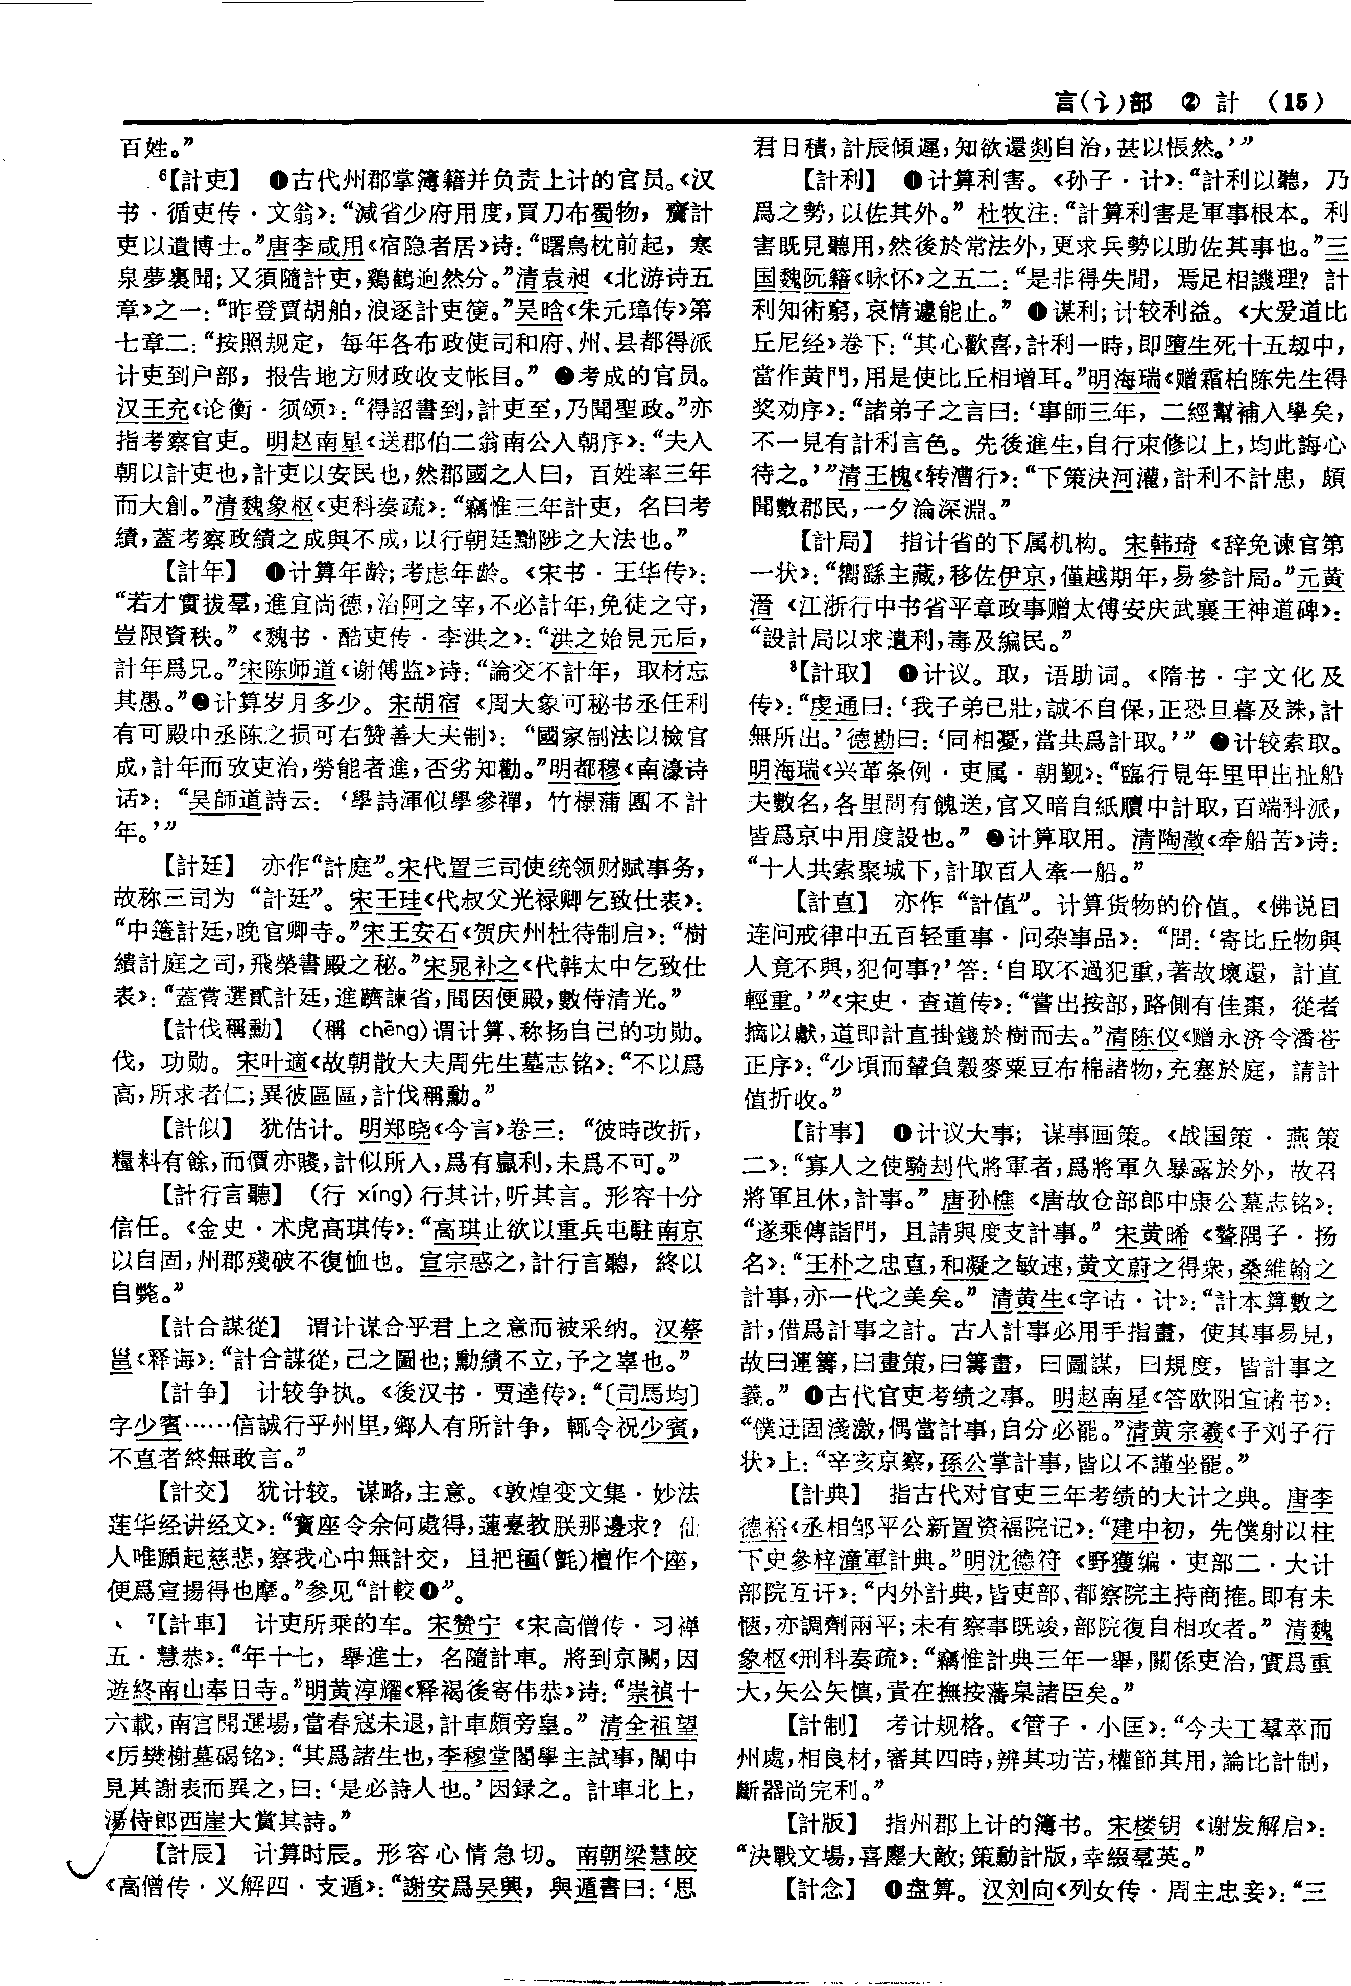 言(讠)部 ② 計 （15）
百姓。”
⁶【計吏】 ❶古代州郡掌簿籍并负责上计的官员。《汉
书·循吏传·文翁》：“減省少府用度，買刀布蜀物，齎計
吏以遺博士。”唐李咸用《宿隐者居》诗：“曙鳥枕前起，寒
泉夢裏聞；又須隨計吏，鷄鶴迥然分。”清袁昶《北游诗五
章》之一：“昨登賈胡舶，浪逐計吏筴。”吴晗《朱元璋传》第
七章二：“按照规定，每年各布政使司和府、州、县都得派
计吏到户部，报告地方财政收支帐目。” ❷考成的官员。
汉王充《论衡·须颂》：“得詔書到，計吏至，乃聞聖政。”亦
指考察官吏。明赵南星《送郡伯二翁南公入朝序》：“夫入
朝以計吏也，計吏以安民也，然郡國之人曰，百姓率三年
而大創。”清魏象枢《吏科奏疏》：“竊惟三年計吏，名曰考
績，蓋考察政績之成與不成，以行朝廷黜陟之大法也。”
【計年】 ❶计算年龄；考虑年龄。《宋书·王华传》：
“若才實拔羣，進宜尚德，治阿之宰，不必計年，免徒之守，
豈限資秩。”《魏书·酷吏传·李洪之》：“洪之始見元后，
計年爲兄。”宋陈师道《谢傅监》诗：“論交不計年，取材忘
其愚。”❷计算岁月多少。宋胡宿《周大象可秘书丞任利
有可殿中丞陈之损可右赞善大夫制》：“國家制法以檢官
成，計年而攷吏治，勞能者進，否劣知勸。”明都穆《南濠诗
话》：“吴師道詩云：‘學詩渾似學參禪，竹榻蒲團不計
年。’”
【計廷】 亦作“計庭”。宋代置三司使统领财赋事务，
故称三司为“計廷”。宋王珪《代叔父光禄卿乞致仕表》：
“中簉計廷，晚官卿寺。”宋王安石《贺庆州杜待制启》：“樹
績計庭之司，飛榮書殿之秘。”宋晁补之《代韩太中乞致仕
表》：“蓋嘗選貳計廷，進躋諫省，間因便殿，數侍清光。”
【計伐稱勳】 （稱 chēng）谓计算、称扬自己的功勋。
伐，功勋。宋叶適《故朝散大夫周先生墓志铭》：“不以爲
高，所求者仁；異彼區區，計伐稱勳。”
【計似】 犹估计。明郑晓《今言》卷三：“彼時改折，
糧料有餘，而價亦賤，計似所入，爲有贏利，未爲不可。”
【計行言聽】 （行 xíng）行其计，听其言。形容十分
信任。《金史·术虎高琪传》：“高琪止欲以重兵屯駐南京
以自固，州郡殘破不復恤也。宣宗惑之，計行言聽，終以
自斃。”
【計合謀從】 谓计谋合乎君上之意而被采纳。汉蔡
邕《释诲》：“計合謀從，己之圖也；勳績不立，予之辜也。”
【計争】 计较争执。《後汉书·贾逵传》：“〔司馬均〕
字少賓……信誠行乎州里，鄉人有所計争，輒令祝少賓，
不直者終無敢言。”
【計交】 犹计较。谋略，主意。《敦煌变文集·妙法
莲华经讲经文》：“寶座令余何處得，蓮臺教朕那邊求？仙
人唯願起慈悲，察我心中無計交，且把氎(氈)檀作个座，
便爲宣揚得也摩。”参见“計較❶”。
⁷【計車】 计吏所乘的车。宋赞宁《宋高僧传·习禅
五·慧恭》：“年十七，舉進士，名隨計車。將到京闕，因
遊終南山奉日寺。”明黄淳耀《释褐後寄伟恭》诗：“崇禎十
六載，南宫開選場，當春寇未退，計車頗旁皇。”清全祖望
《厉樊榭墓碣铭》：“其爲諸生也，李穆堂閣學主試事，闈中
見其謝表而異之，曰：‘是必詩人也。’因録之。計車北上，
湯侍郎西崖大賞其詩。”
【計辰】 计算时辰。形容心情急切。南朝梁慧皎
《高僧传·义解四·支遁》：“謝安爲吴興，與遁書曰：‘思
君日積，計辰傾遲，知欲還剡自治，甚以悵然。’”
【計利】 ❶计算利害。《孙子·计》：“計利以聽，乃
爲之勢，以佐其外。”杜牧注：“計算利害是軍事根本。利
害既見聽用，然後於常法外，更求兵勢以助佐其事也。”三
国魏阮籍《咏怀》之五二：“是非得失間，焉足相譏理？計
利知術窮，哀情遽能止。” ❷谋利；计较利益。《大爱道比
丘尼经》卷下：“其心歡喜，計利一時，即墮生死十五劫中，
當作黄門，用是使比丘相增耳。”明海瑞《赠霜柏陈先生得
奖劝序》：“諸弟子之言曰：‘事師三年，二經幫補入學矣，
不一見有計利言色。先後進生，自行束修以上，均此誨心
待之。’”清王槐《转漕行》：“下策決河灌，計利不計患，頗
聞數郡民，一夕淪深淵。”
【計局】 指计省的下属机构。宋韩琦《辞免谏官第
一状》：“嚮繇主藏，移佐伊京，僅越期年，易參計局。”元黄
溍《江浙行中书省平章政事赠太傅安庆武襄王神道碑》：
“設計局以求遺利，毒及編民。”
⁸【計取】 ❶计议。取，语助词。《隋书·宇文化及
传》：“虔通曰：‘我子弟已壯，誠不自保，正恐旦暮及誅，計
無所出。’德勘曰：‘同相憂，當共爲計取。’” ❷计较索取。
明海瑞《兴革条例·吏属·朝觐》：“臨行見年里甲出扯船
夫數名，各里間有餽送，官又暗自紙贖中計取，百端科派，
皆爲京中用度設也。” ❸计算取用。清陶澂《牵船苦》诗：
“十人共索聚城下，計取百人牽一船。”
【計直】 亦作“計值”。计算货物的价值。《佛说目
连问戒律中五百轻重事·问杂事品》：“問：‘寄比丘物與
人竟不與，犯何事？’答：‘自取不過犯重，著故壞還，計直
輕重。’”《宋史·查道传》：“嘗出按部，路側有佳棗，從者
摘以獻，道即計直掛錢於樹而去。”清陈仪《赠永济令潘苍
正序》：“少頃而輦負穀麥粟豆布棉諸物，充塞於庭，請計
值折收。”
【計事】 ❶计议大事；谋事画策。《战国策·燕策
二》：“寡人之使騎劫代將軍者，爲將軍久暴露於外，故召
將軍且休，計事。”唐孙樵《唐故仓部郎中康公墓志铭》：
“遂乘傳詣門，且請與度支計事。”宋黄晞《聱隅子·扬
名》：“王朴之忠直，和凝之敏速，黄文蔚之得衆，桑維翰之
計事，亦一代之美矣。”清黄生《字诂·计》：“計本算數之
計，借爲計事之計。古人計事必用手指畫，使其事易見，
故曰運籌，曰畫策，曰籌畫，曰圖謀，曰規度，皆計事之
義。” ❷古代官吏考绩之事。明赵南星《答欧阳宜诸书》：
“僕迂固淺激，偶當計事，自分必罷。”清黄宗羲《子刘子行
状》上：“辛亥京察，孫公掌計事，皆以不謹坐罷。”
【計典】 指古代对官吏三年考绩的大计之典。唐李
德裕《丞相邹平公新置资福院记》：“建中初，先僕射以柱
下史參梓潼軍計典。”明沈德符《野獲编·吏部二·大计
部院互讦》：“内外計典，皆吏部、都察院主持商搉。即有未
愜，亦調劑兩平；未有察事既竣，部院復自相攻者。”清魏
象枢《刑科奏疏》：“竊惟計典三年一舉，關係吏治，實爲重
大，矢公矢慎，責在撫按藩臬諸臣矣。”
【計制】 考计规格。《管子·小匡》：“今夫工羣萃而
州處，相良材，審其四時，辨其功苦，權節其用，論比計制，
斷器尚完利。”
【計版】 指州郡上计的簿书。宋楼钥《谢发解启》：
“決戰文場，喜麈大敵；策勳計版，幸綴羣英。”
【計念】 ❶盘算。汉刘向《列女传·周主忠妾》：“三